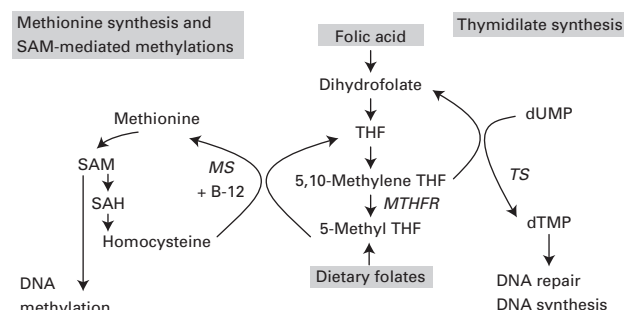 Methionine synthesis and
SAM-mediated methylations
Folic acid
Thymidilate synthesis
Dihydrofolate
Methionine
dUMP
THF
SAM
MS
+ B-12
5,10-Methylene THF
TS
SAH
MTHFR
Homocysteine
5-Methyl THF
dTMP
Dietary folates
DNA
methylation
DNA repair
DNA synthesis